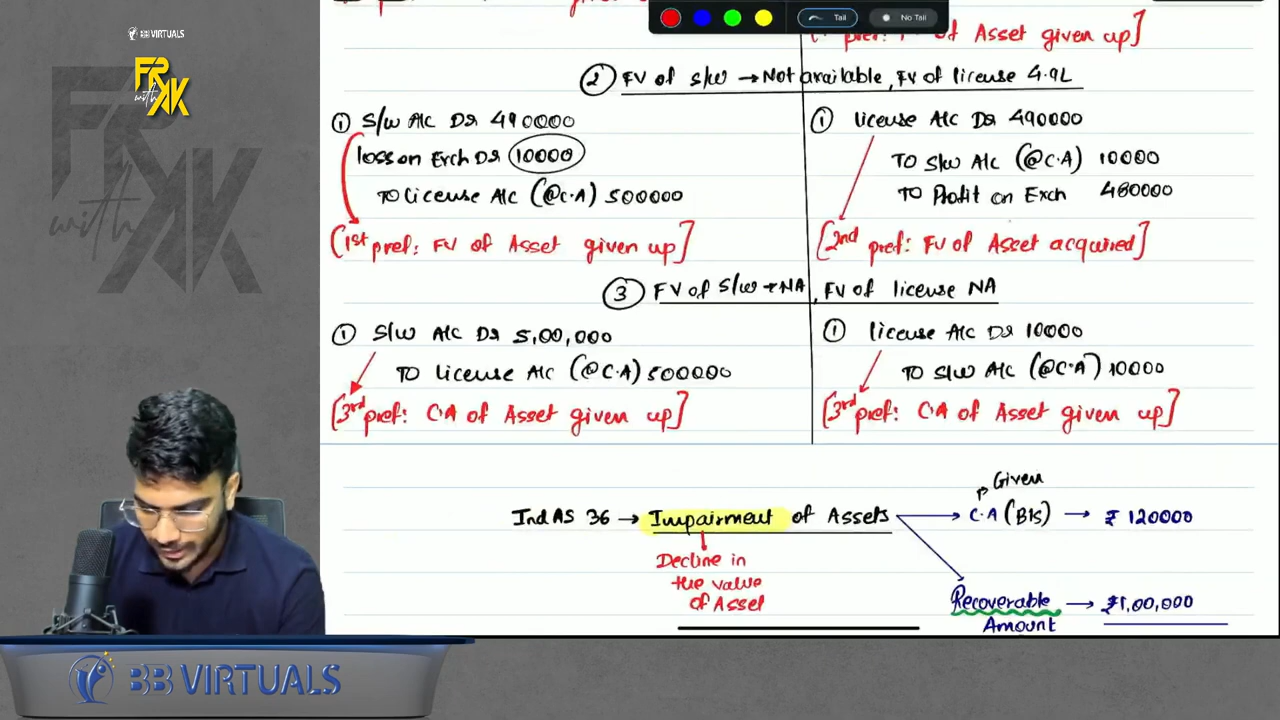 BB VIRTUALS
FR
with
AK
FR
with
AK
Tail
No Tail
of Asset given up]
② FV of S/W → Not available, FV of license 4.9L
① S/W A/c Dr 490000
loss on Exch Dr 10000
To License A/c (@C.A) 500000
[1st pref: FV of Asset given up]
① license A/c Dr 490000
To S/W A/c (@C.A) 10000
To Profit on Exch 480000
[2nd pref: FV of Asset acquired]
③ FV of S/W → NA, FV of license NA
① S/W A/c Dr 5,00,000
To License A/c (@C.A) 500000
[3rd pref: C.A of Asset given up]
① license A/c Dr 10000
To S/W A/c (@C.A) 10000
[3rd pref: C.A of Asset given up]
Given
Ind AS 36 → Impairment of Assets → C.A (B/S) → ₹ 120000
Decline in
the value
of Asset
Recoverable → ₹1,00,000
Amount
BB VIRTUALS